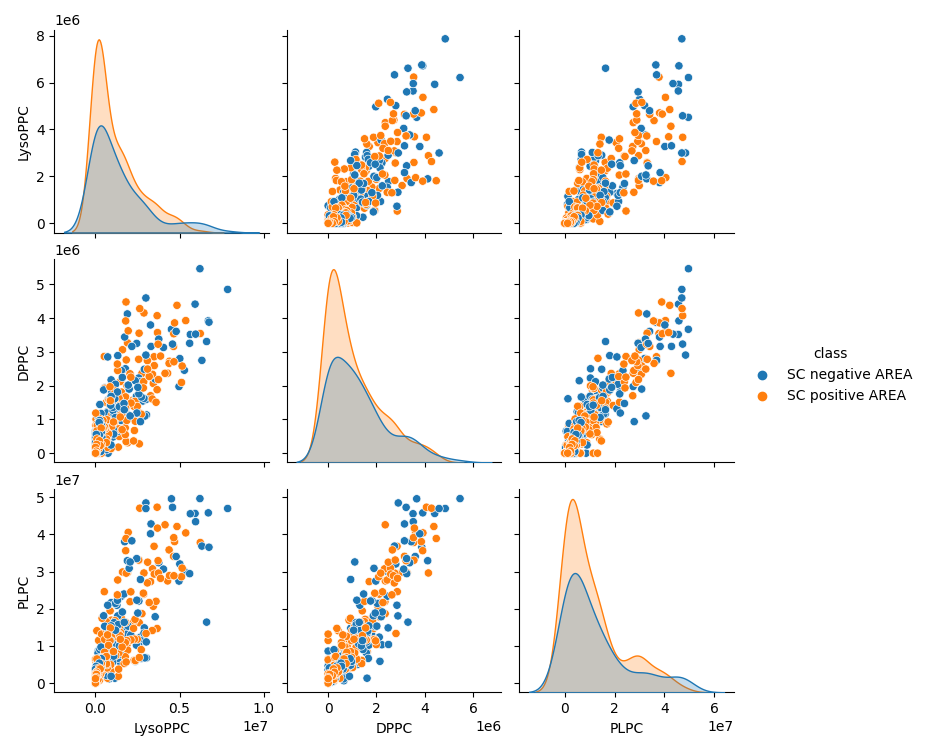 1e6
8
6
4
2
0
LysoPPC
1e6
5
4
3
2
1
0
DPPC
class
SC negative AREA
SC positive AREA
1e7
5
4
3
2
1
0
PLPC
0.0 0.5 1.0
1e7
LysoPPC
0 2 4 6
1e6
DPPC
0 2 4 6
1e7
PLPC